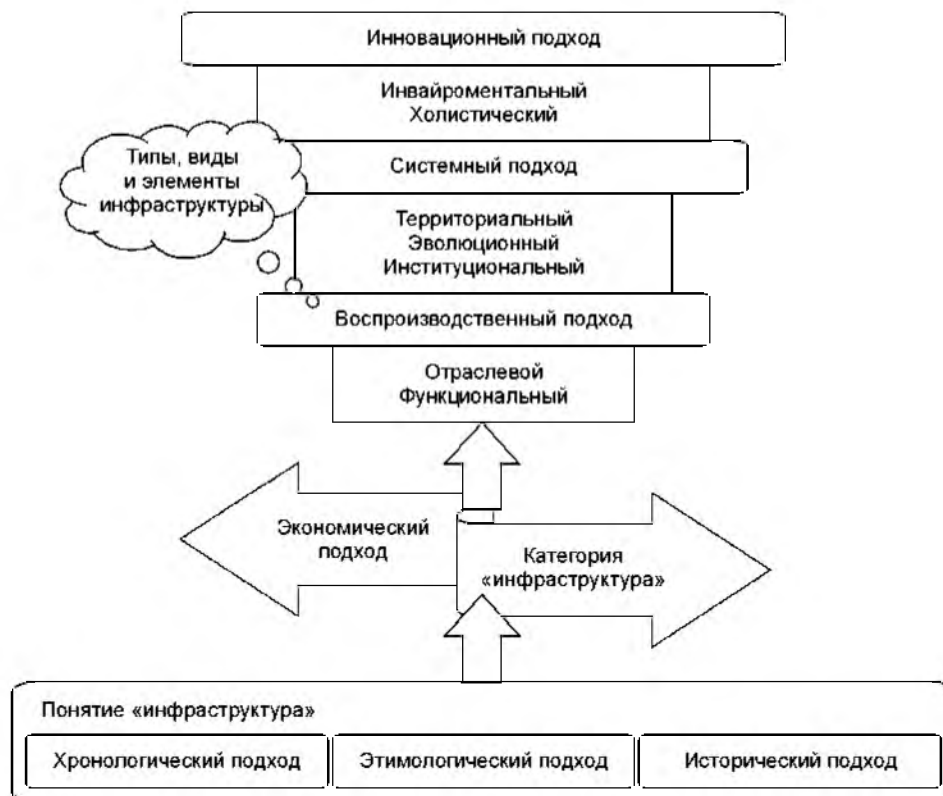 Инновационный подход
Инвайроментальный
Холистический
Типы, виды
и элементы
инфраструктуры
Системный подход
Территориальный
Эволюционный
Институциональный
Воспроизводственный подход
Отраслевой
Функциональный
Экономический
подход
Категория
«инфраструктура»
Понятие «инфраструктура»
Хронологический подход
Этимологический подход
Исторический подход